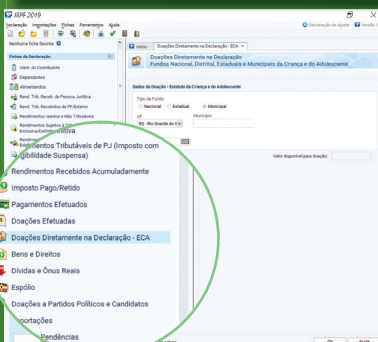 IRPF 2019
Declaração Importações Fichas Ferramentas Ajuda
Declaração de Ajuste
Nenhuma ficha favorita
Início
Doações Diretamente na Declaração - ECA
Fichas da Declaração
Doações Diretamente na Declaração
Fundos Nacional, Distrital, Estaduais e Municipais da Criança e do Adolescente
Ident. do Contribuinte
Dependentes
Alimentandos
Rend. Trib. Receb. de Pessoa Jurídica
Rend. Trib. Recebidos de PF/Exterior
Rendimentos Isentos e Não Tributáveis
Rendimentos Sujeitos à Trib.
Exclusiva/Definitiva
Dados da Doação - Estatuto da Criança e do Adolescente
Tipo de Fundo
Nacional
Estadual
Municipal
UF
Município
RS - Rio Grande do S
Valor disponível para doação:
Rendimentos Tributáveis de PJ (Imposto com
Exigibilidade Suspensa)
Rendimentos Recebidos Acumuladamente
Imposto Pago/Retido
Pagamentos Efetuados
Doações Efetuadas
Doações Diretamente na Declaração - ECA
Bens e Direitos
Dívidas e Ônus Reais
Espólio
Doações a Partidos Políticos e Candidatos
Importações
Pendências
OK
Ajuda